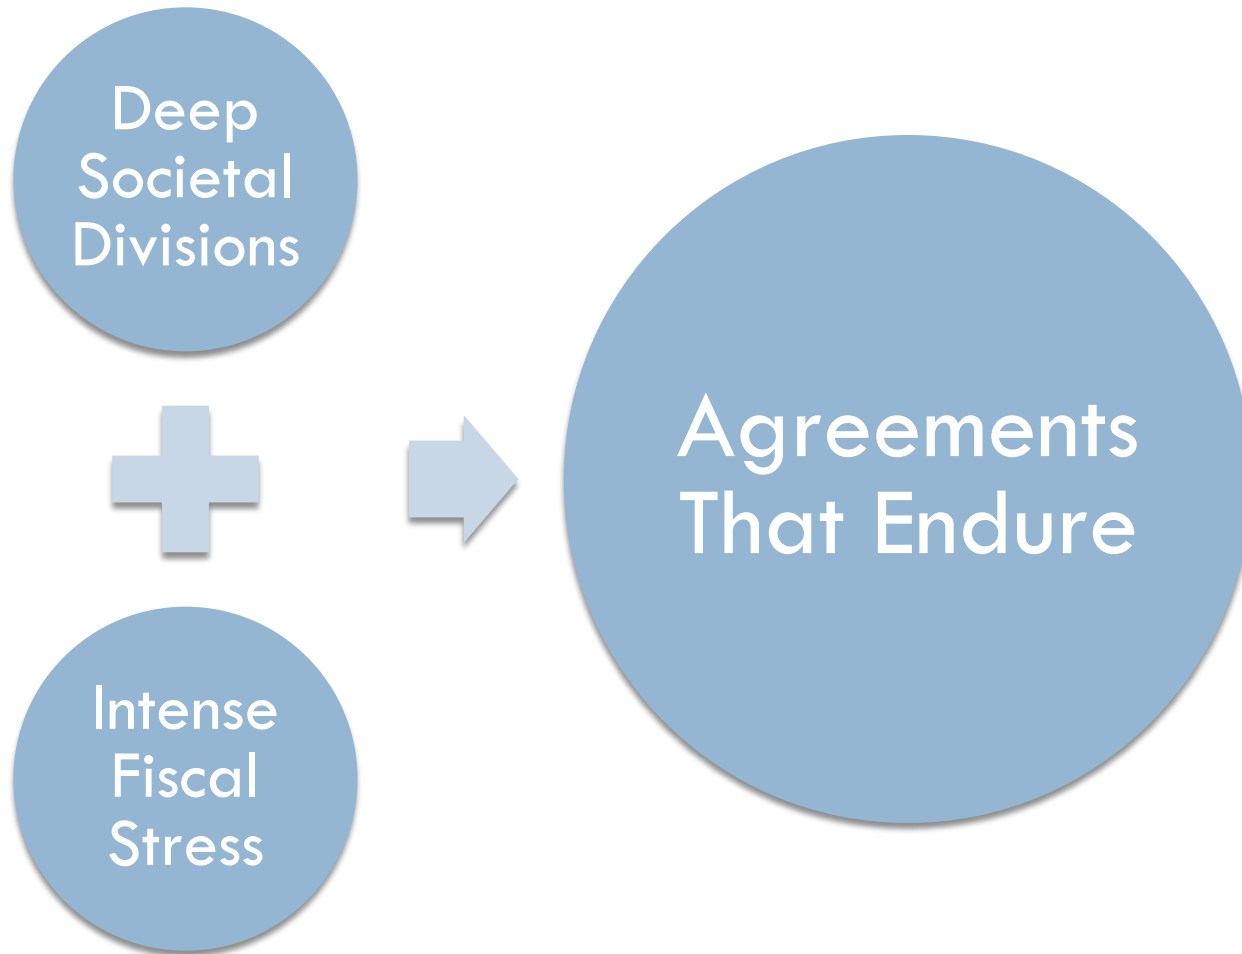 Deep
Societal
Divisions
Intense
Fiscal
Stress
Agreements
That Endure